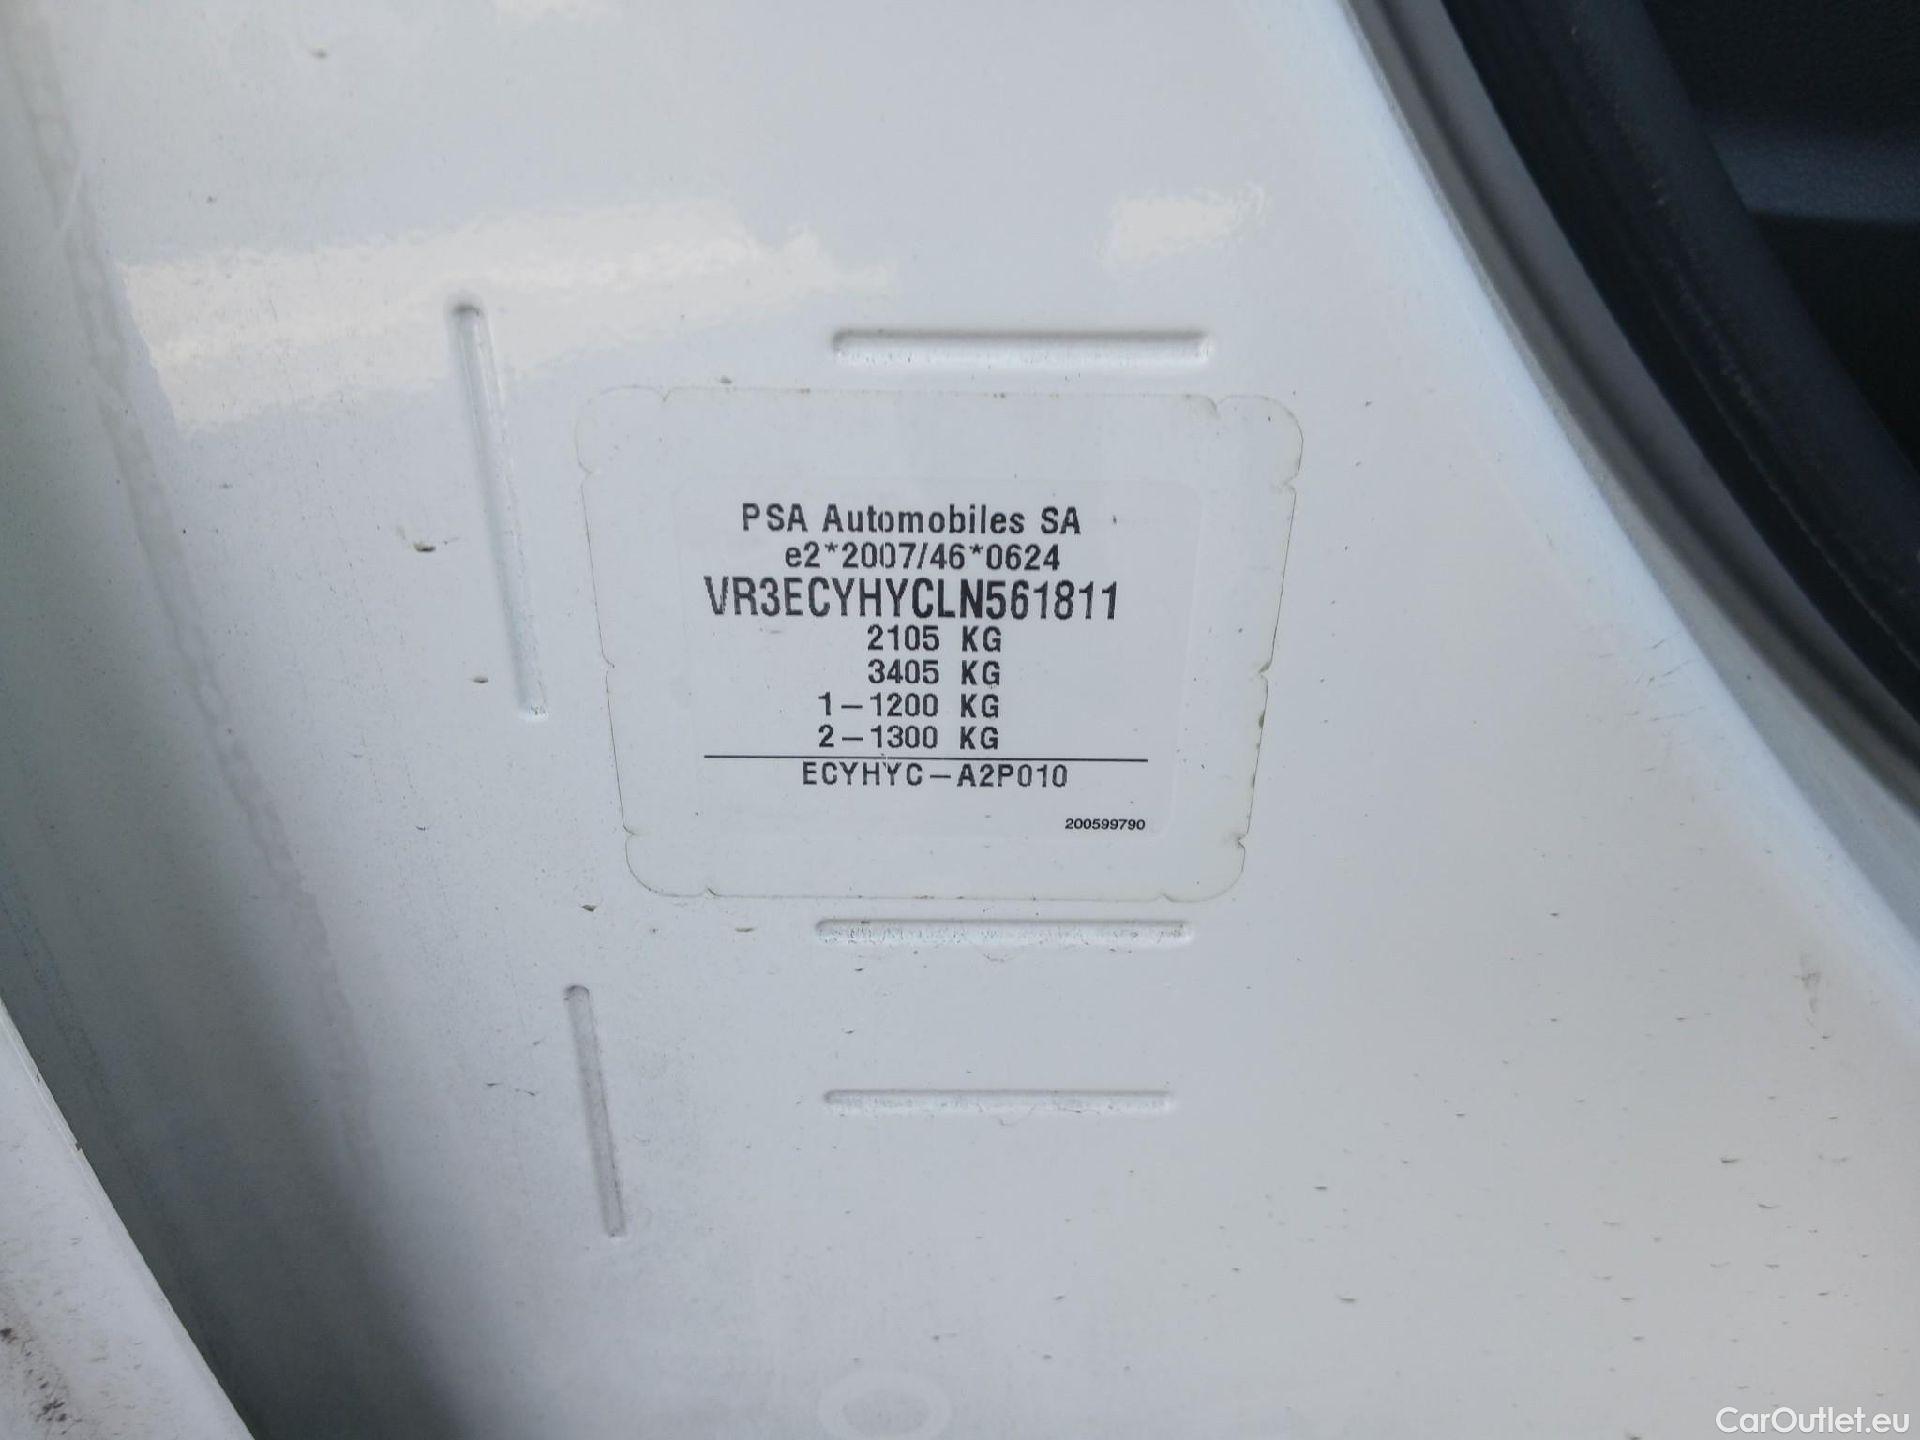 PSA Automobiles SA
e2*2007/46*0624
VR3ECYHYCLN561811
2105 KG
3405 KG
1-1200 KG
2-1300 KG
ECYHYC-A2P010
200599790
CarOutlet.eu